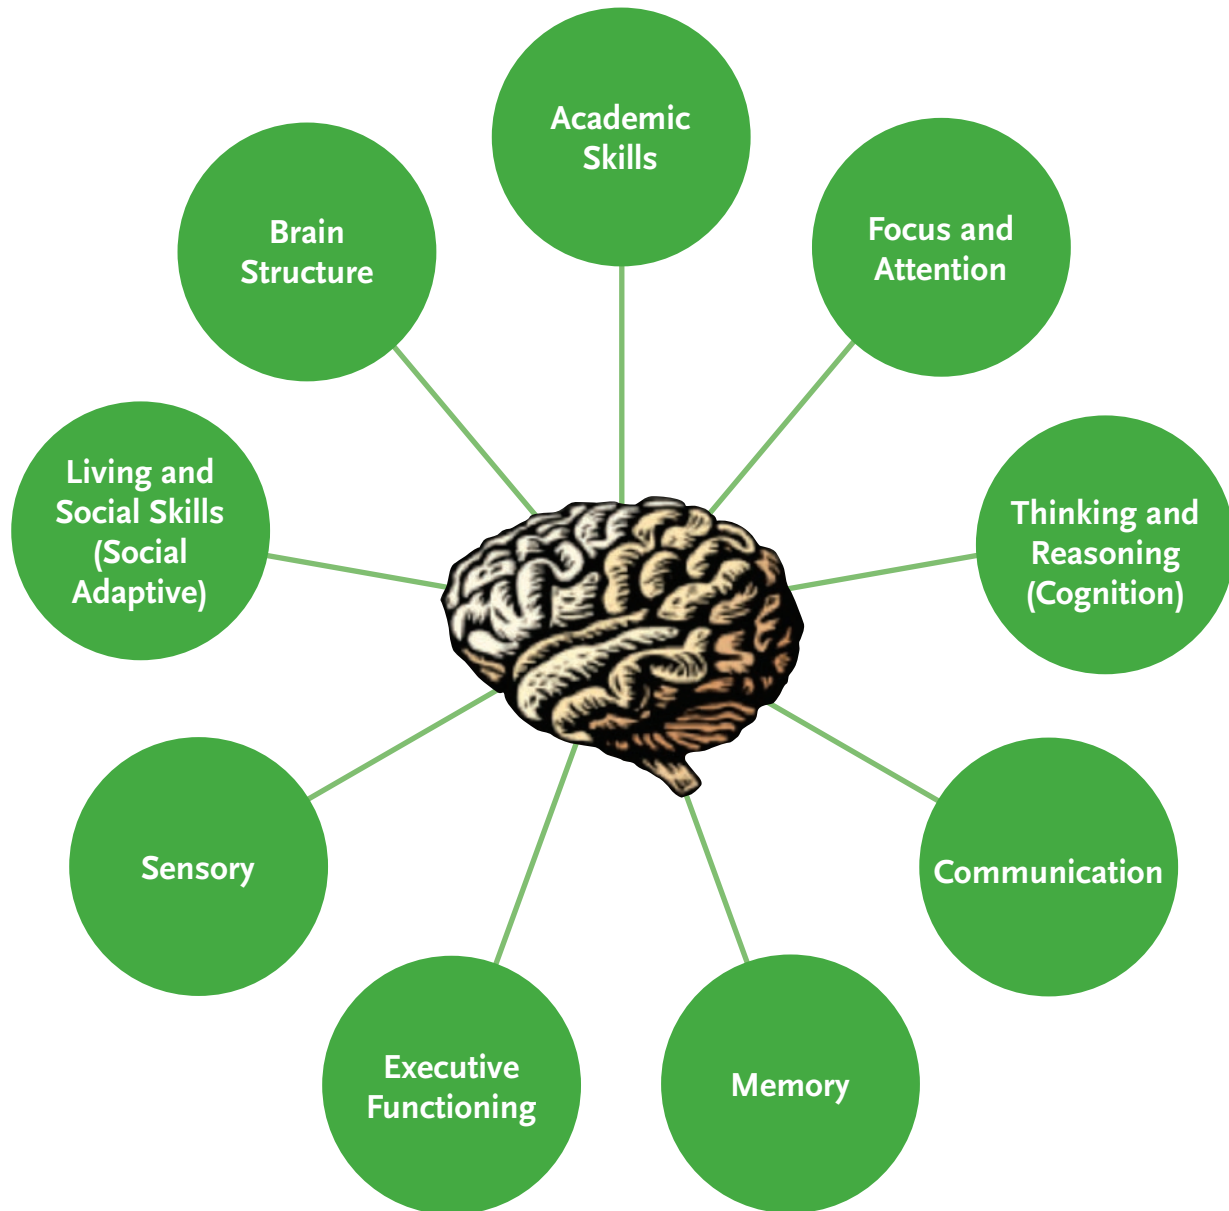 Academic
Skills
Focus and
Attention
Thinking and
Reasoning
(Cognition)
Communication
Memory
Executive
Functioning
Sensory
Living and
Social Skills
(Social
Adaptive)
Brain
Structure